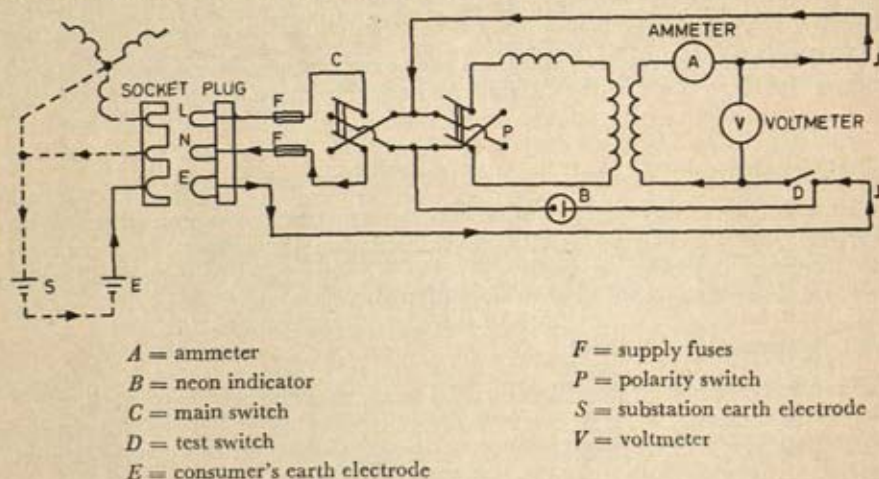 AMMETER
C
SOCKET PLUG
F
A
L
P
V
VOLTMETER
N
F
E
B
D
S
E
A = ammeter
B = neon indicator
C = main switch
D = test switch
E = consumer's earth electrode
F = supply fuses
P = polarity switch
S = substation earth electrode
V = voltmeter